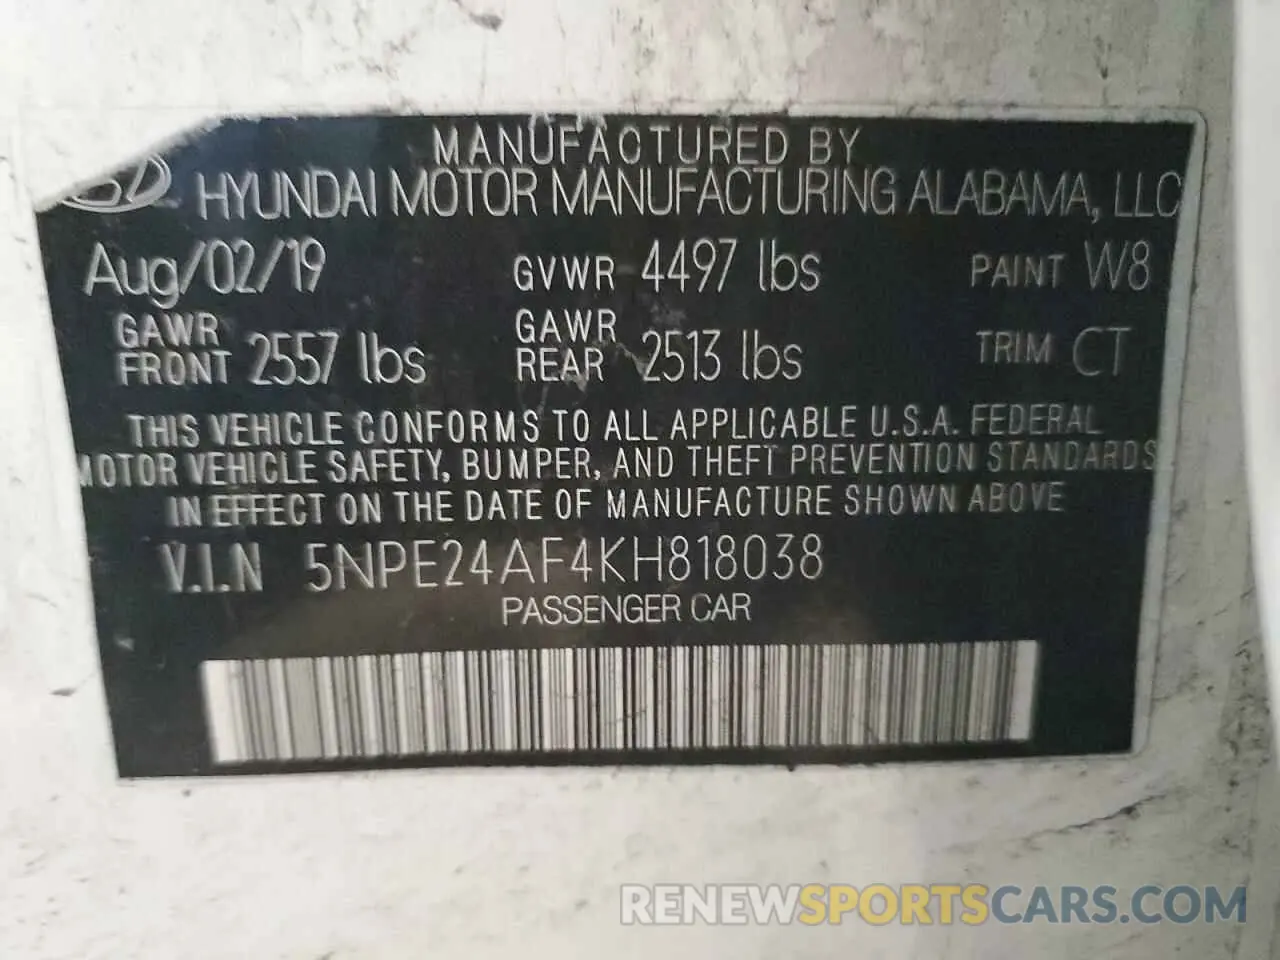 MANUFACTURED BY
HYUNDAI MOTOR MANUFACTURING ALABAMA, LLC
Aug/02/19 GVWR 4497 lbs PAINT W8
GAWR FRONT 2557 lbs GAWR REAR 2513 lbs TRIM CT
THIS VEHICLE CONFORMS TO ALL APPLICABLE U.S.A. FEDERAL
MOTOR VEHICLE SAFETY, BUMPER, AND THEFT PREVENTION STANDARDS
IN EFFECT ON THE DATE OF MANUFACTURE SHOWN ABOVE
V.I.N 5NPE24AF4KH818038
PASSENGER CAR
RENEWSPORTSCARS.COM